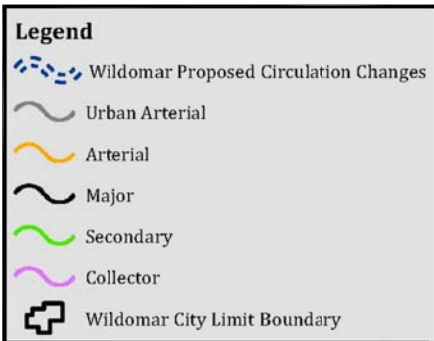 Legend
Wildomar Proposed Circulation Changes
Urban Arterial
Arterial
Major
Secondary
Collector
Wildomar City Limit Boundary